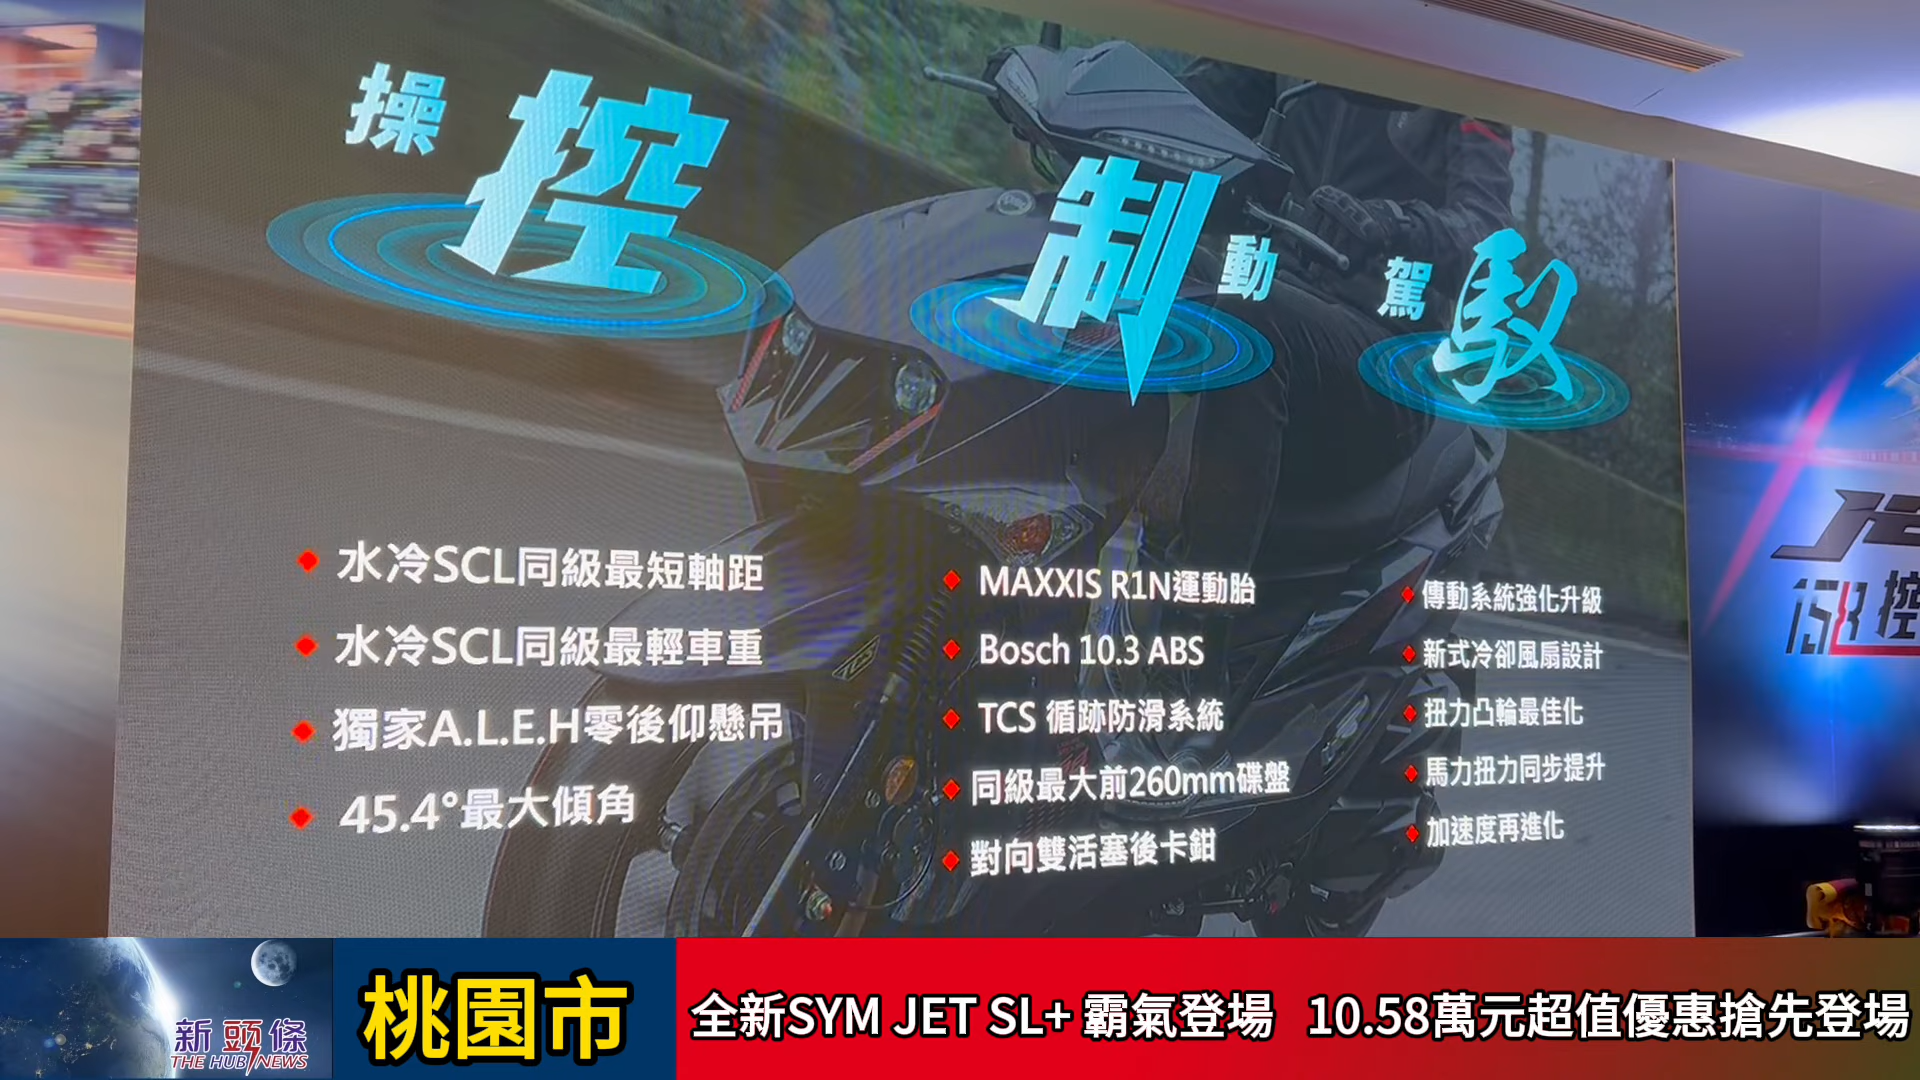 操控
制動
駕馭
水冷SCL同級最短軸距
水冷SCL同級最輕車重
獨家A.L.E.H零後仰懸吊
45.4°最大傾角
MAXXIS R1N運動胎
Bosch 10.3 ABS
TCS 循跡防滑系統
同級最大前260mm碟盤
對向雙活塞後卡鉗
傳動系統強化升級
新式冷卻風扇設計
扭力凸輪最佳化
馬力扭力同步提升
加速度再進化
TCS
158 控
新頭條
THE HUB NEWS
桃園市
全新SYM JET SL+ 霸氣登場 10.58萬元超值優惠搶先登場